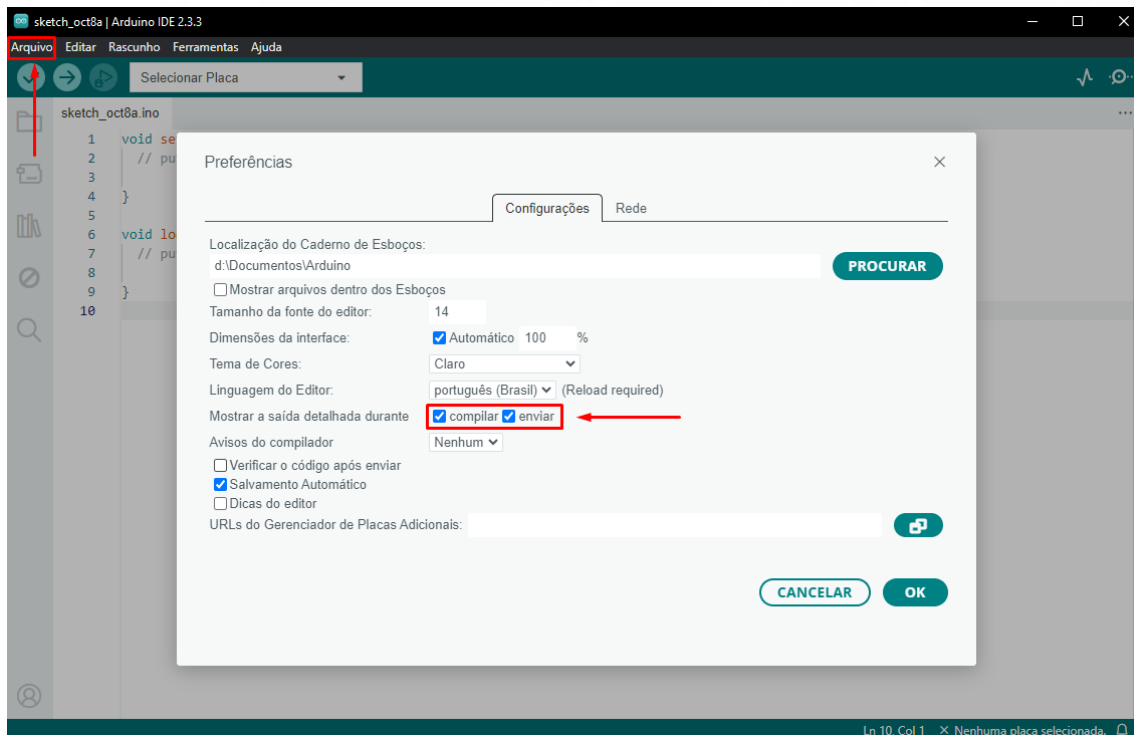 sketch_oct8a | Arduino IDE 2.3.3
Arquivo Editar Rascunho Ferramentas Ajuda
Selecionar Placa
sketch_oct8a.ino
1 void se
2 // pu
3
4 }
5
6 void lo
7 // pu
8
9 }
10
Preferências
Configurações Rede
Localização do Caderno de Esboços:
d:\Documentos\Arduino PROCURAR
Mostrar arquivos dentro dos Esboços
Tamanho da fonte do editor: 14
Dimensões da interface: Automático 100 %
Tema de Cores: Claro
Linguagem do Editor: português (Brasil) (Reload required)
Mostrar a saída detalhada durante compilar enviar
Avisos do compilador Nenhum
Verificar o código após enviar
Salvamento Automático
Dicas do editor
URLs do Gerenciador de Placas Adicionais:
CANCELAR OK
Ln 10, Col 1 Nenhuma placa selecionada.